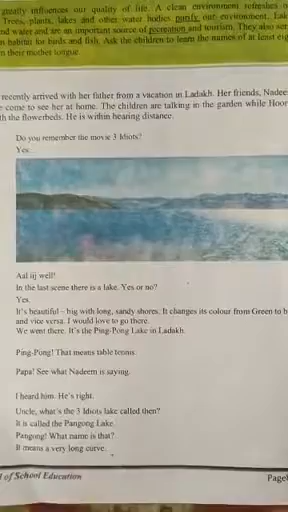 greatly influences our quality of life. A clean environment refreshes
Trees, plants, lakes and other water bodies purify our environment. Lak
and water and are an important source of recreation and tourism. They also ser
habitat for birds and fish. Ask the children to learn the names of at least eig
n their mother tongue
recently arrived with her father from a vacation in Ladakh. Her friends, Nadee
come to see her at home. The children are talking in the garden while Hoor
th the flowerbeds. He is within hearing distance.
Do you remember the movie 3 Idiots?
Yes.
Aal iij well!
In the last scene there is a lake. Yes or no?
Yes.
It's beautiful – big with long, sandy shores. It changes its colour from Green to b
and vice versa. I would love to go there.
We went there. It's the Ping-Pong Lake in Ladakh.
Ping-Pong! That means table tennis.
Papa! See what Nadeem is saying.
I heard him. He's right.
Uncle, what's the 3 Idiots lake called then?
It is called the Pangong Lake.
Pangong! What name is that?
It means a very long curve.
of School Education
Page